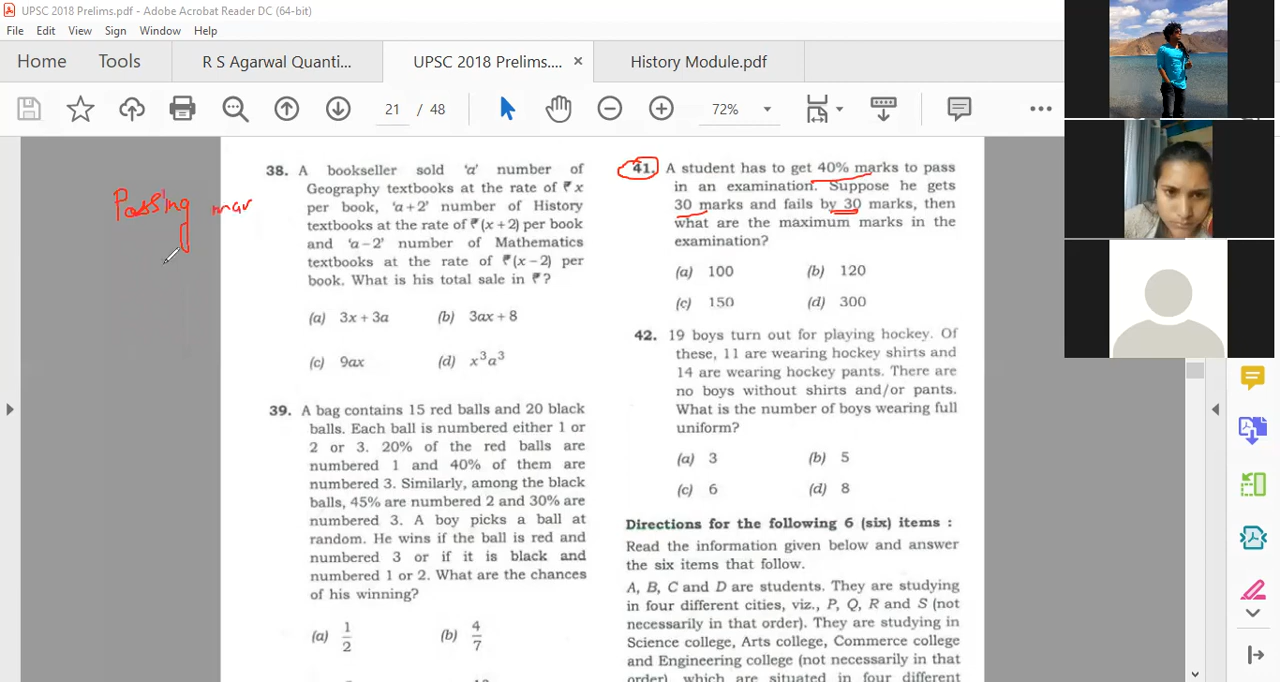 UPSC 2018 Prelims.pdf - Adobe Acrobat Reader DC (64-bit)
File Edit View Sign Window Help
Home Tools R S Agarwal Quanti... UPSC 2018 Prelims.... × History Module.pdf
21 / 48 72%
Passing mar
38. A bookseller sold 'a' number of
Geography textbooks at the rate of ₹ x
per book, 'a+2' number of History
textbooks at the rate of ₹(x+2) per book
and 'a−2' number of Mathematics
textbooks at the rate of ₹(x−2) per
book. What is his total sale in ₹?
(a) 3x+3a (b) 3ax+8
(c) 9ax (d) x³a³
39. A bag contains 15 red balls and 20 black
balls. Each ball is numbered either 1 or
2 or 3. 20% of the red balls are
numbered 1 and 40% of them are
numbered 3. Similarly, among the black
balls, 45% are numbered 2 and 30% are
numbered 3. A boy picks a ball at
random. He wins if the ball is red and
numbered 3 or if it is black and
numbered 1 or 2. What are the chances
of his winning?
(a) 1/2 (b) 4/7
41. A student has to get 40% marks to pass
in an examination. Suppose he gets
30 marks and fails by 30 marks, then
what are the maximum marks in the
examination?
(a) 100 (b) 120
(c) 150 (d) 300
42. 19 boys turn out for playing hockey. Of
these, 11 are wearing hockey shirts and
14 are wearing hockey pants. There are
no boys without shirts and/or pants.
What is the number of boys wearing full
uniform?
(a) 3 (b) 5
(c) 6 (d) 8
Directions for the following 6 (six) items :
Read the information given below and answer
the six items that follow.
A, B, C and D are students. They are studying
in four different cities, viz., P, Q, R and S (not
necessarily in that order). They are studying in
Science college, Arts college, Commerce college
and Engineering college (not necessarily in that
order), which are situated in four different